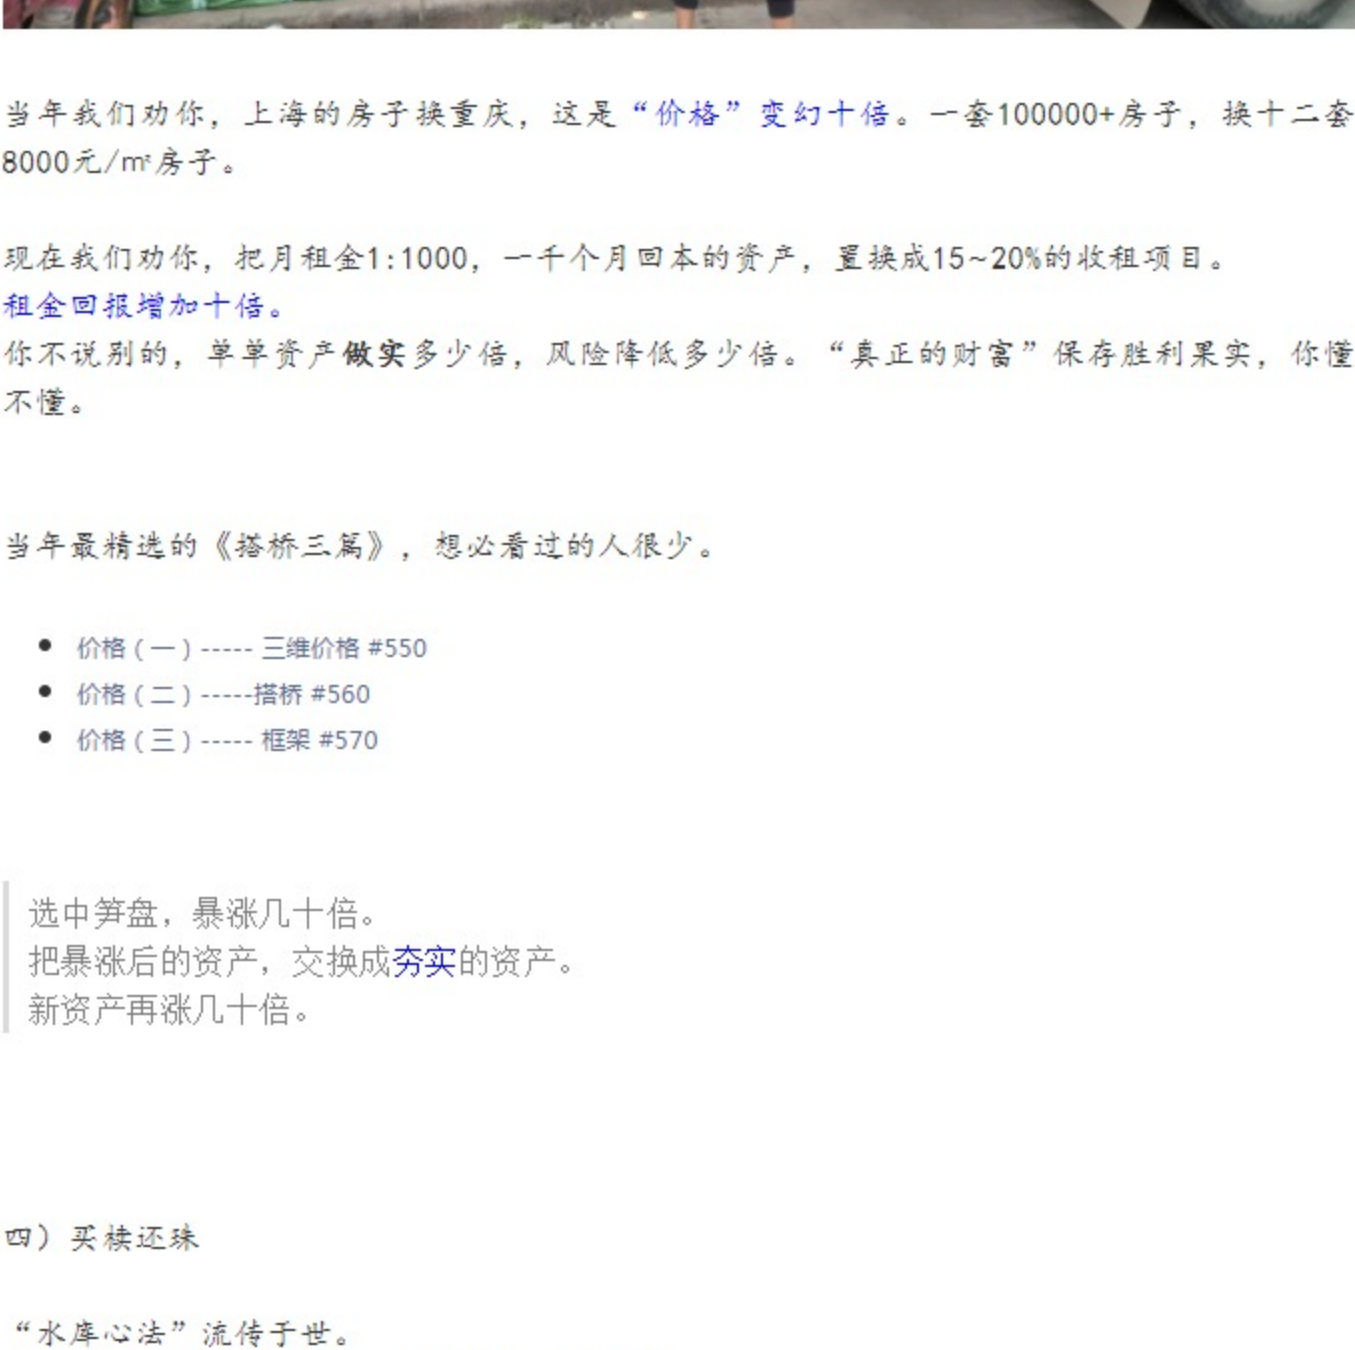 当年我们劝你，上海的房子换重庆，这是“价格”变幻十倍。一套100000+房子，换十二套
8000元/㎡房子。
现在我们劝你，把月租金1:1000，一千个月回本的资产，置换成15~20%的收租项目。
租金回报增加十倍。
你不说别的，单单资产做实多少倍，风险降低多少倍。“真正的财富”保存胜利果实，你懂
不懂。
当年最精选的《搭桥三篇》，想必看过的人很少。
价格（一）----- 三维价格 #550
价格（二）-----搭桥 #560
价格（三）----- 框架 #570
选中笋盘，暴涨几十倍。
把暴涨后的资产，交换成夯实的资产。
新资产再涨几十倍。
四）买椟还珠
“水库心法”流传于世。